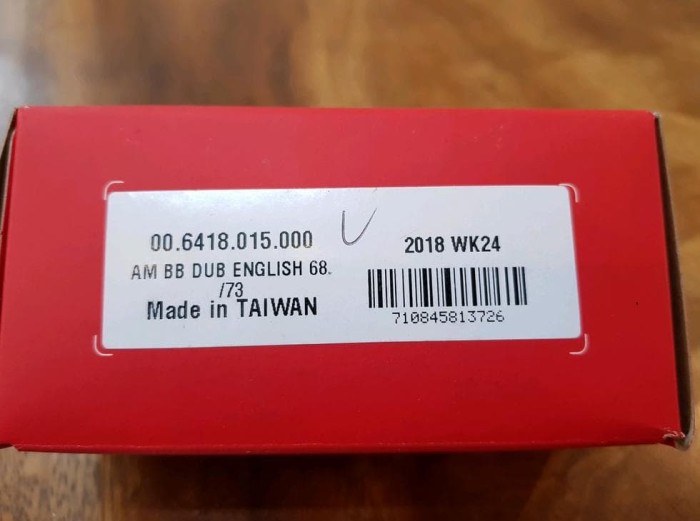 00.6418.015.000
AM BB DUB ENGLISH 68.
/73
Made in TAIWAN
2018 WK24
710845813726